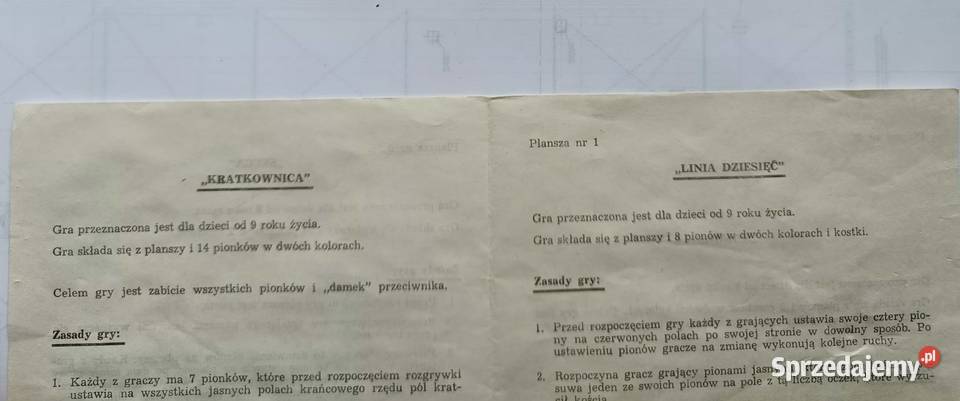 „KRATKOWNICA"
Gra przeznaczona jest dla dzieci od 9 roku życia.
Gra składa się z planszy i 14 pionków w dwóch kolorach.
Celem gry jest zabicie wszystkich pionków i „damek" przeciwnika.
Zasady gry:
1. Każdy z graczy ma 7 pionków, które przed rozpoczęciem rozgrywki
ustawia na wszystkich jasnych polach krańcowego rzędu pól krat-
Plansza nr 1
„LINIA DZIESIĘĆ"
Gra przeznaczona jest dla dzieci od 9 roku życia.
Gra składa się z planszy i 8 pionów w dwóch kolorach i kostki.
Zasady gry:
1. Przed rozpoczęciem gry każdy z grających ustawia swoje cztery pio-
ny na czerwonych polach po swojej stronie w dowolny sposób. Po
ustawieniu pionów gracze na zmianę wykonują kolejne ruchy.
2. Rozpoczyna gracz grający pionami
suwa jeden ze swoich pionów na pole z tą liczbą oczek, które wyrzu-
cił kością.
Sprzedajemy.pl